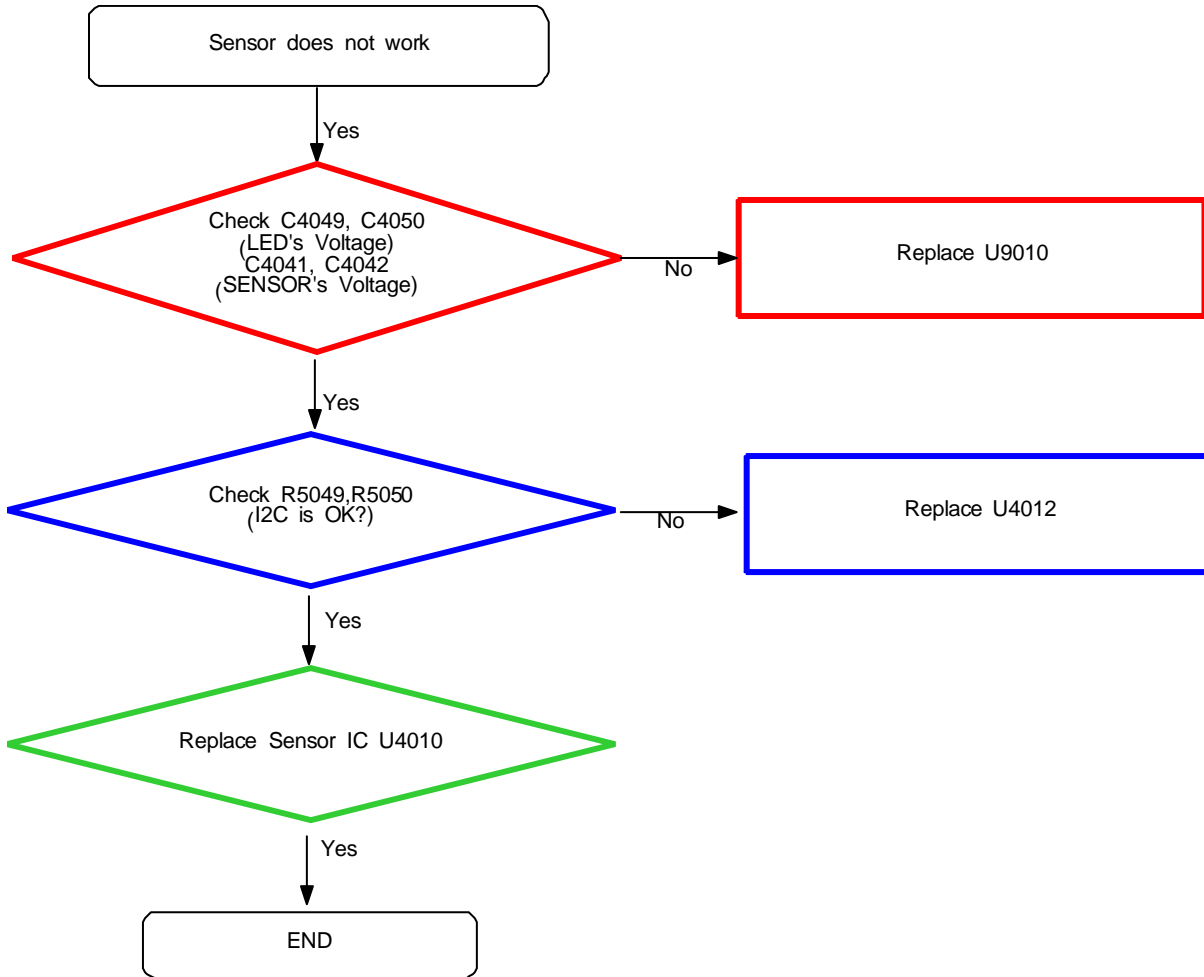 Sensor does not work
Yes
Check C4049, C4050
(LED's Voltage)
C4041, C4042
(SENSOR's Voltage)
No
Replace U9010
Yes
Check R5049,R5050
(I2C is OK?)
No
Replace U4012
Yes
Replace Sensor IC U4010
Yes
END